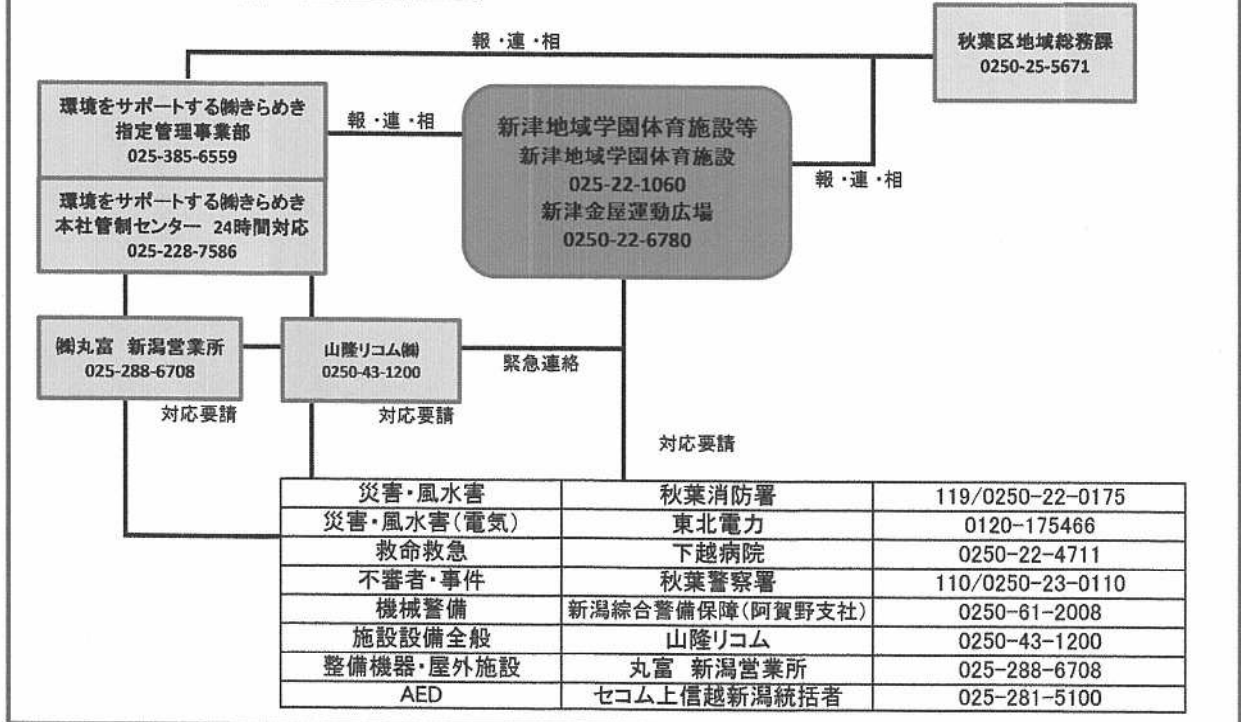 報・連・相
秋葉区地域総務課
0250-25-5671
環境をサポートする㈱きらめき
指定管理事業部
025-385-6559
報・連・相
新津地域学園体育施設等
新津地域学園体育施設
025-22-1060
新津金屋運動広場
0250-22-6780
報・連・相
環境をサポートする㈱きらめき
本社管制センター 24時間対応
025-228-7586
㈱丸富 新潟営業所
025-288-6708
山隆リコム㈱
0250-43-1200
緊急連絡
対応要請
対応要請
対応要請
災害・風水害 秋葉消防署 119/0250-22-0175
災害・風水害(電気) 東北電力 0120-175466
救命救急 下越病院 0250-22-4711
不審者・事件 秋葉警察署 110/0250-23-0110
機械警備 新潟綜合警備保障(阿賀野支社) 0250-61-2008
施設設備全般 山隆リコム 0250-43-1200
整備機器・屋外施設 丸富 新潟営業所 025-288-6708
AED セコム上信越新潟統括者 025-281-5100